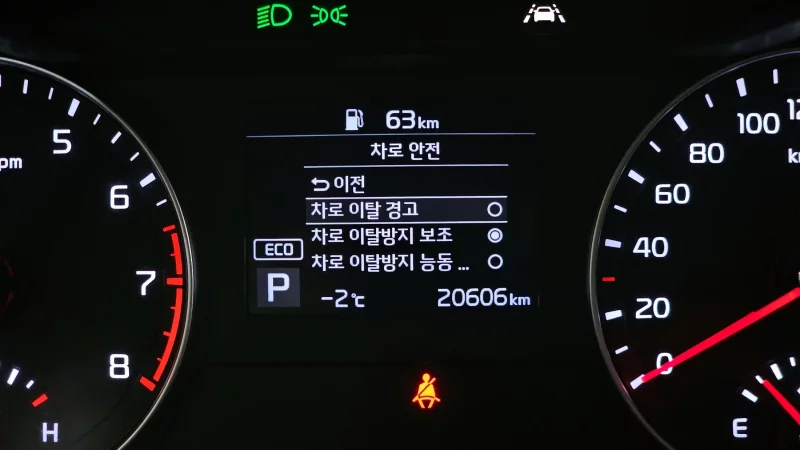 63km
차로 안전
이전
차로 이탈 경고
차로 이탈방지 보조
차로 이탈방지 능동 ...
ECO
P
-2℃
20606km
5
6
7
8
H
100
80
60
40
20
0
E